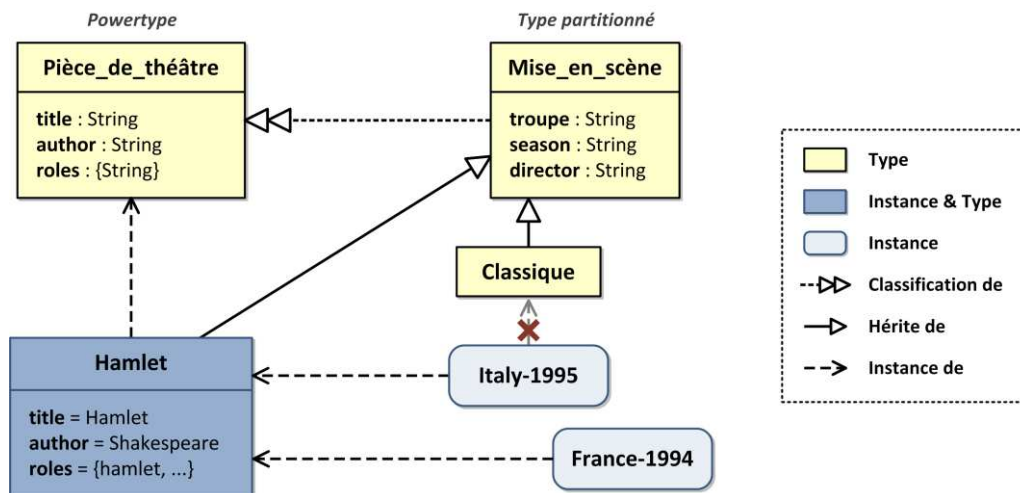 Powertype
Type partitionné
Pièce_de_théâtre
title : String
author : String
roles : {String}
Mise_en_scène
troupe : String
season : String
director : String
Classique
Hamlet
title = Hamlet
author = Shakespeare
roles = {hamlet, ...}
Italy-1995
France-1994
Type
Instance & Type
Instance
Classification de
Hérite de
Instance de